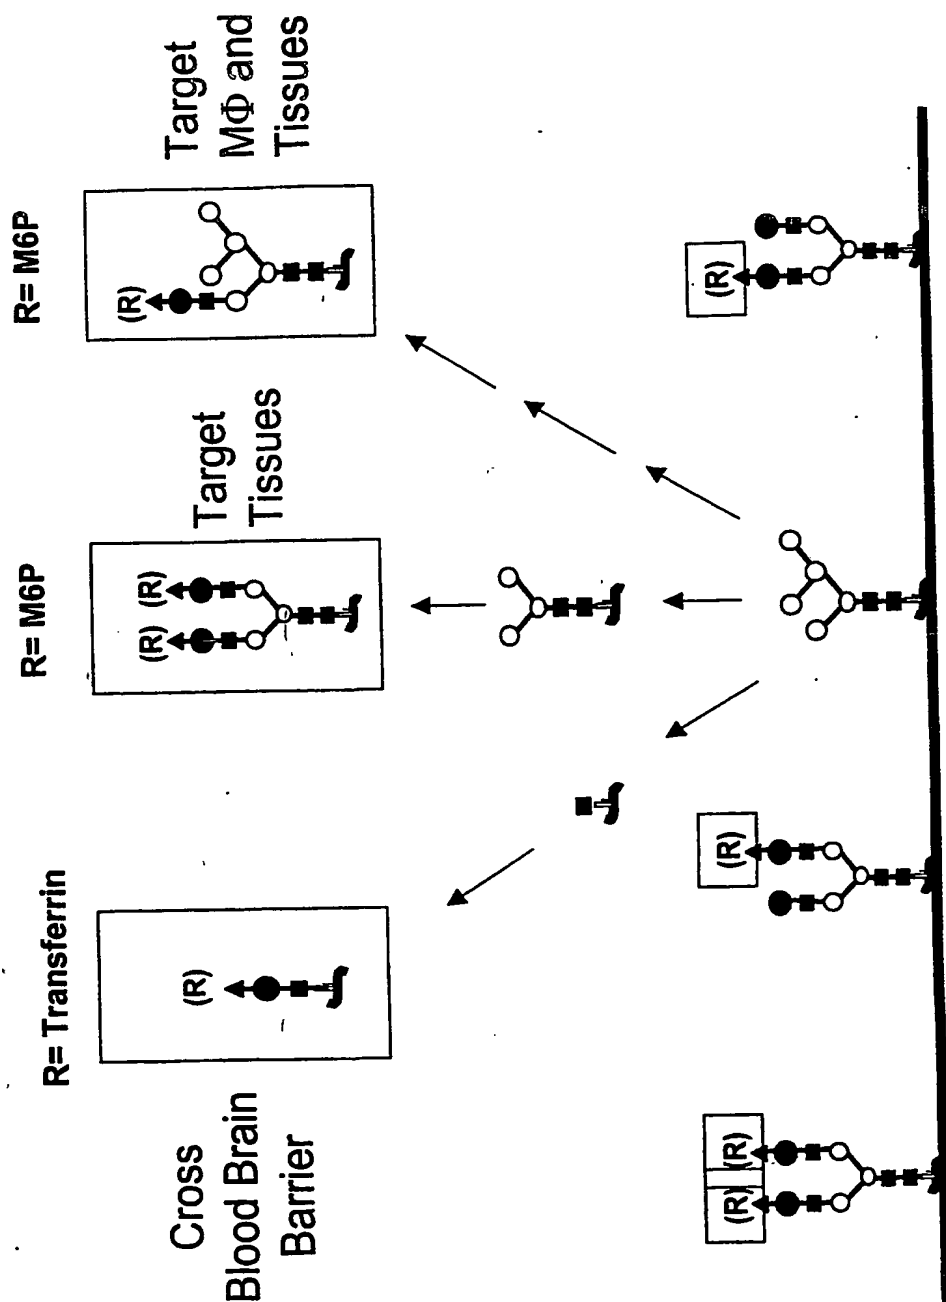 R= Transferrin
R= M6P
R= M6P
Cross
Blood Brain
Barrier
(R)
(R) (R)
Target
Tissues
(R)
Target
MΦ and
Tissues
(R) (R)
(R)
(R)